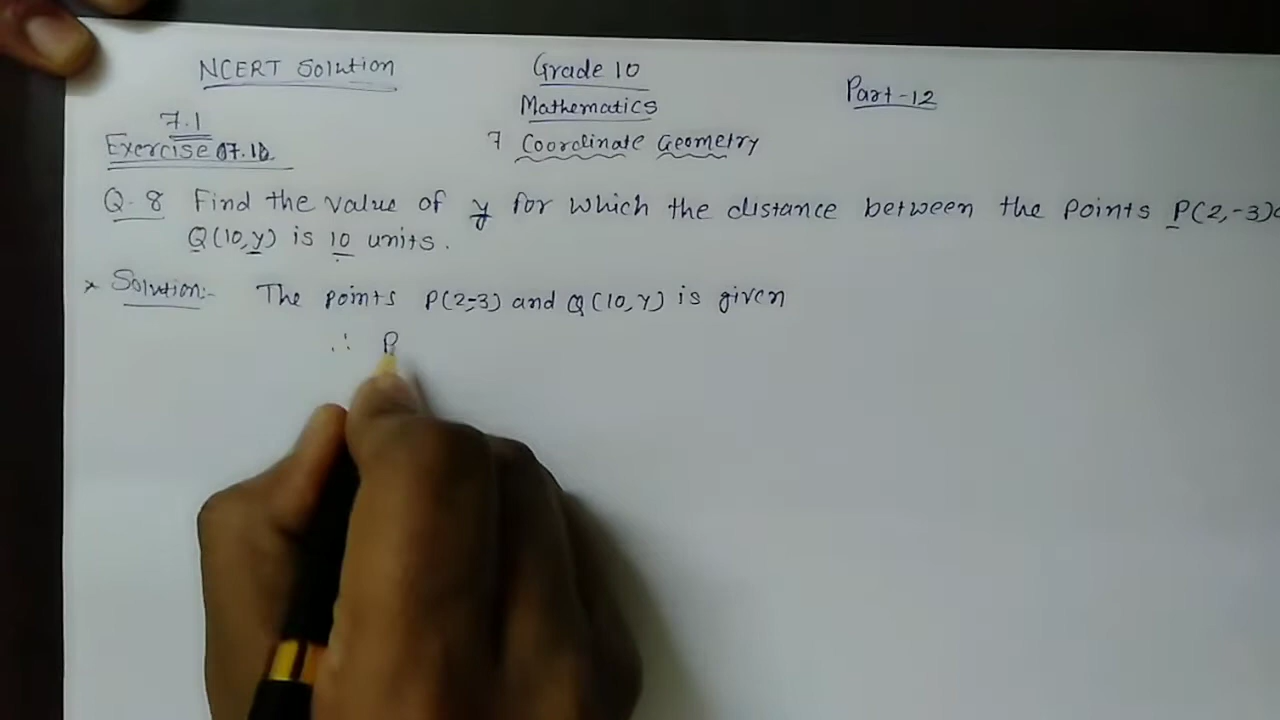 NCERT Solution
Grade 10
Mathematics
Part-12
7.1
Exercise
7 Coordinate Geometry
Q-8 Find the value of y for which the distance between the points P(2,-3)
Q(10,y) is 10 units.
* Solution:- The points P(2,-3) and Q(10,Y) is given
∴ P